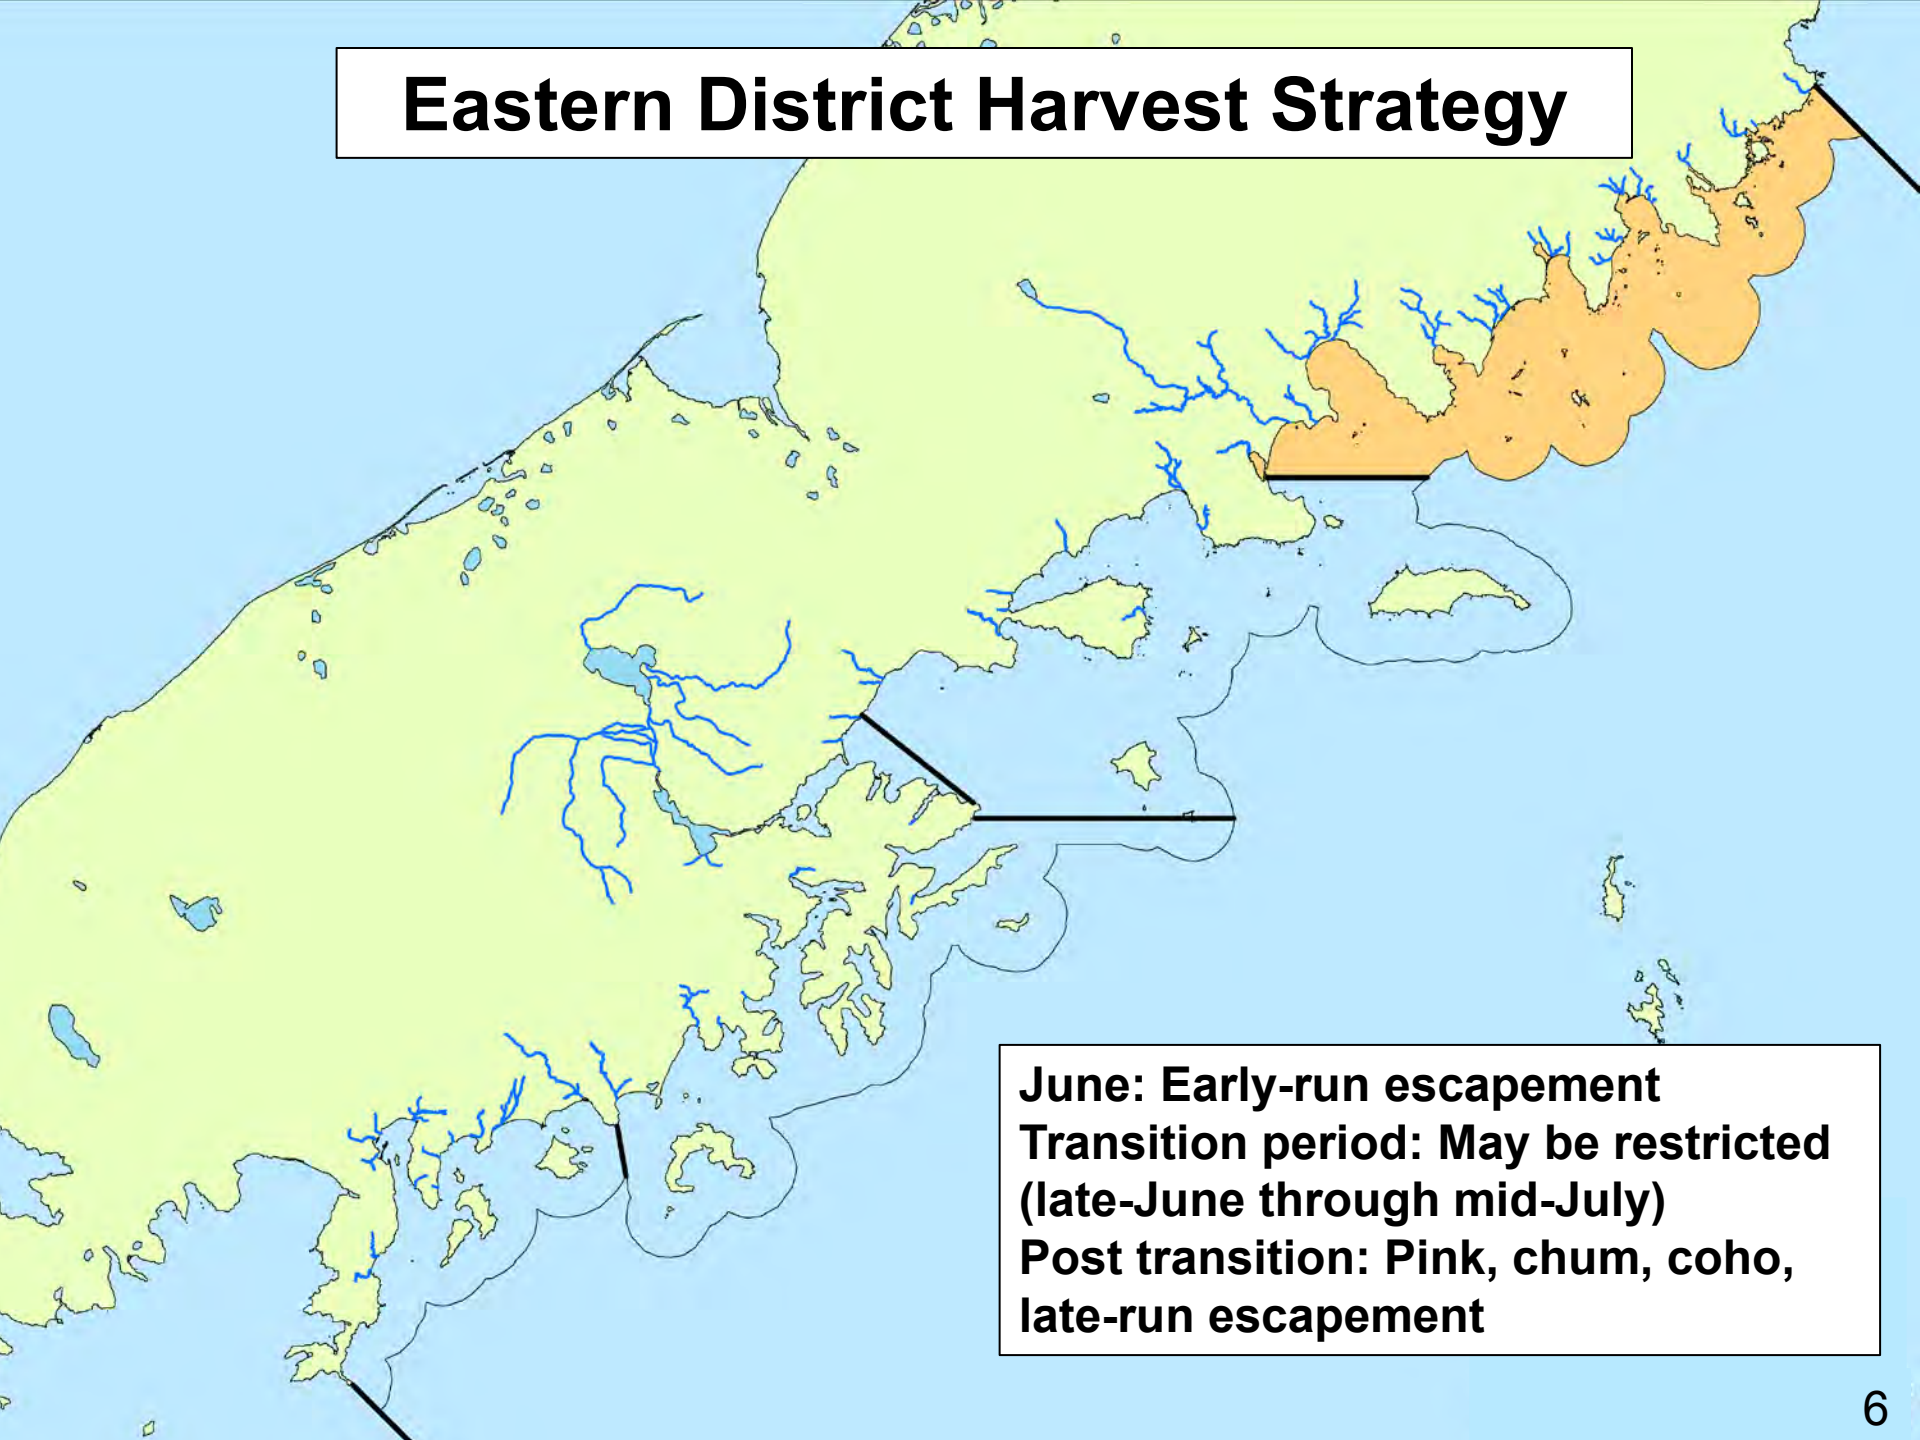 Eastern District Harvest Strategy
June: Early-run escapement
Transition period: May be restricted
(late-June through mid-July)
Post transition: Pink, chum, coho,
late-run escapement
6